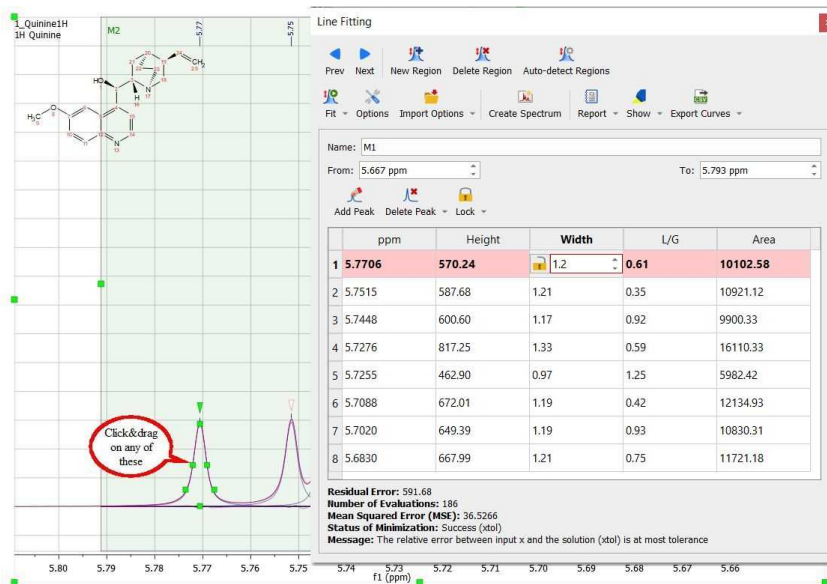 1_Quinine1H
1H Quinine
M2
5.77
5.75
Click&drag
on any of
these
5.80 5.79 5.78 5.77 5.76 5.75 5.74 5.73 5.72 5.71 5.70 5.69 5.68 5.67 5.66
f1 (ppm)
Line Fitting
Prev Next New Region Delete Region Auto-detect Regions
Fit Options Import Options Create Spectrum Report Show Export Curves
Name: M1
From: 5.667 ppm To: 5.793 ppm
Add Peak Delete Peak Lock
ppm Height Width L/G Area
1 5.7706 570.24 1.2 0.61 10102.58
2 5.7515 587.68 1.21 0.35 10921.12
3 5.7448 600.60 1.17 0.92 9900.33
4 5.7276 817.25 1.33 0.59 16110.33
5 5.7255 462.90 0.97 1.25 5982.42
6 5.7088 672.01 1.19 0.42 12134.93
7 5.7020 649.39 1.19 0.93 10830.31
8 5.6830 667.99 1.21 0.75 11721.18
Residual Error: 591.68
Number of Evaluations: 186
Mean Squared Error (MSE): 36.5266
Status of Minimization: Success (xtol)
Message: The relative error between input x and the solution (xtol) is at most tolerance